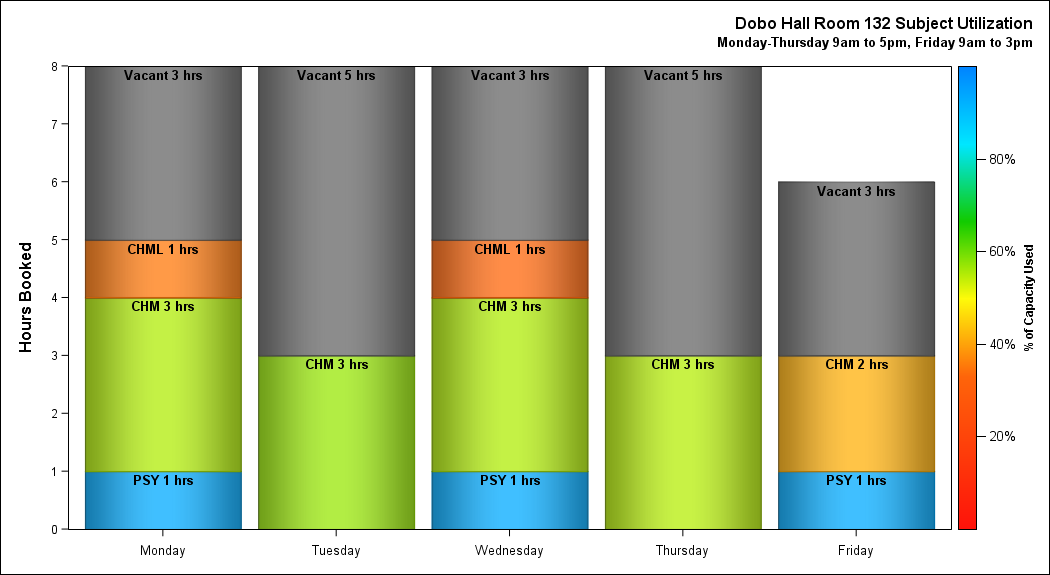 Dobo Hall Room 132 Subject Utilization
Monday-Thursday 9am to 5pm, Friday 9am to 3pm
Hours Booked
8
7
6
5
4
3
2
1
0
Vacant 3 hrs
CHML 1 hrs
CHM 3 hrs
PSY 1 hrs
Monday
Vacant 5 hrs
CHM 3 hrs
Tuesday
Vacant 3 hrs
CHML 1 hrs
CHM 3 hrs
PSY 1 hrs
Wednesday
Vacant 5 hrs
CHM 3 hrs
Thursday
Vacant 3 hrs
CHM 2 hrs
PSY 1 hrs
Friday
80%
60%
40%
20%
% of Capacity Used